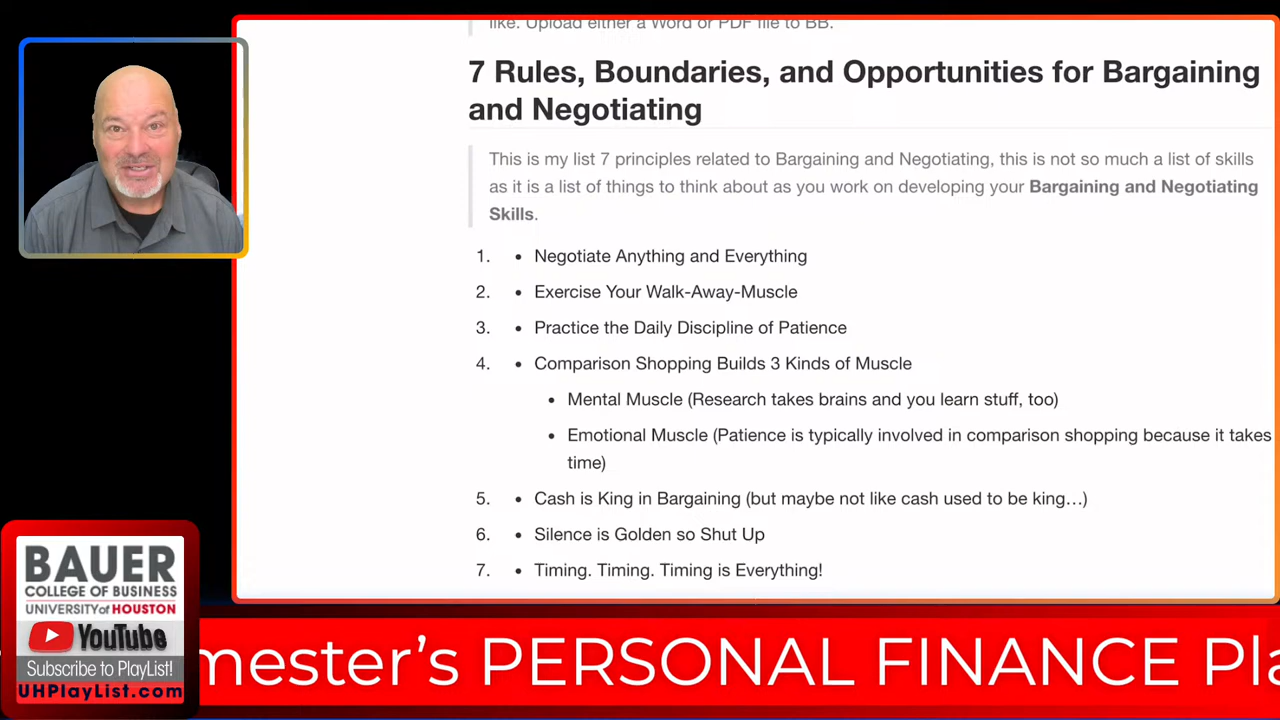 like. Upload either a Word or PDF file to BB.
7 Rules, Boundaries, and Opportunities for Bargaining
and Negotiating
This is my list 7 principles related to Bargaining and Negotiating, this is not so much a list of skills
as it is a list of things to think about as you work on developing your Bargaining and Negotiating
Skills.
1. • Negotiate Anything and Everything
2. • Exercise Your Walk-Away-Muscle
3. • Practice the Daily Discipline of Patience
4. • Comparison Shopping Builds 3 Kinds of Muscle
• Mental Muscle (Research takes brains and you learn stuff, too)
• Emotional Muscle (Patience is typically involved in comparison shopping because it takes
time)
5. • Cash is King in Bargaining (but maybe not like cash used to be king…)
6. • Silence is Golden so Shut Up
7. • Timing. Timing. Timing is Everything!
BAUER
COLLEGE OF BUSINESS
UNIVERSITY of HOUSTON
YouTube
Subscribe to PlayList!
UHPlayList.com
mester’s PERSONAL FINANCE Pla